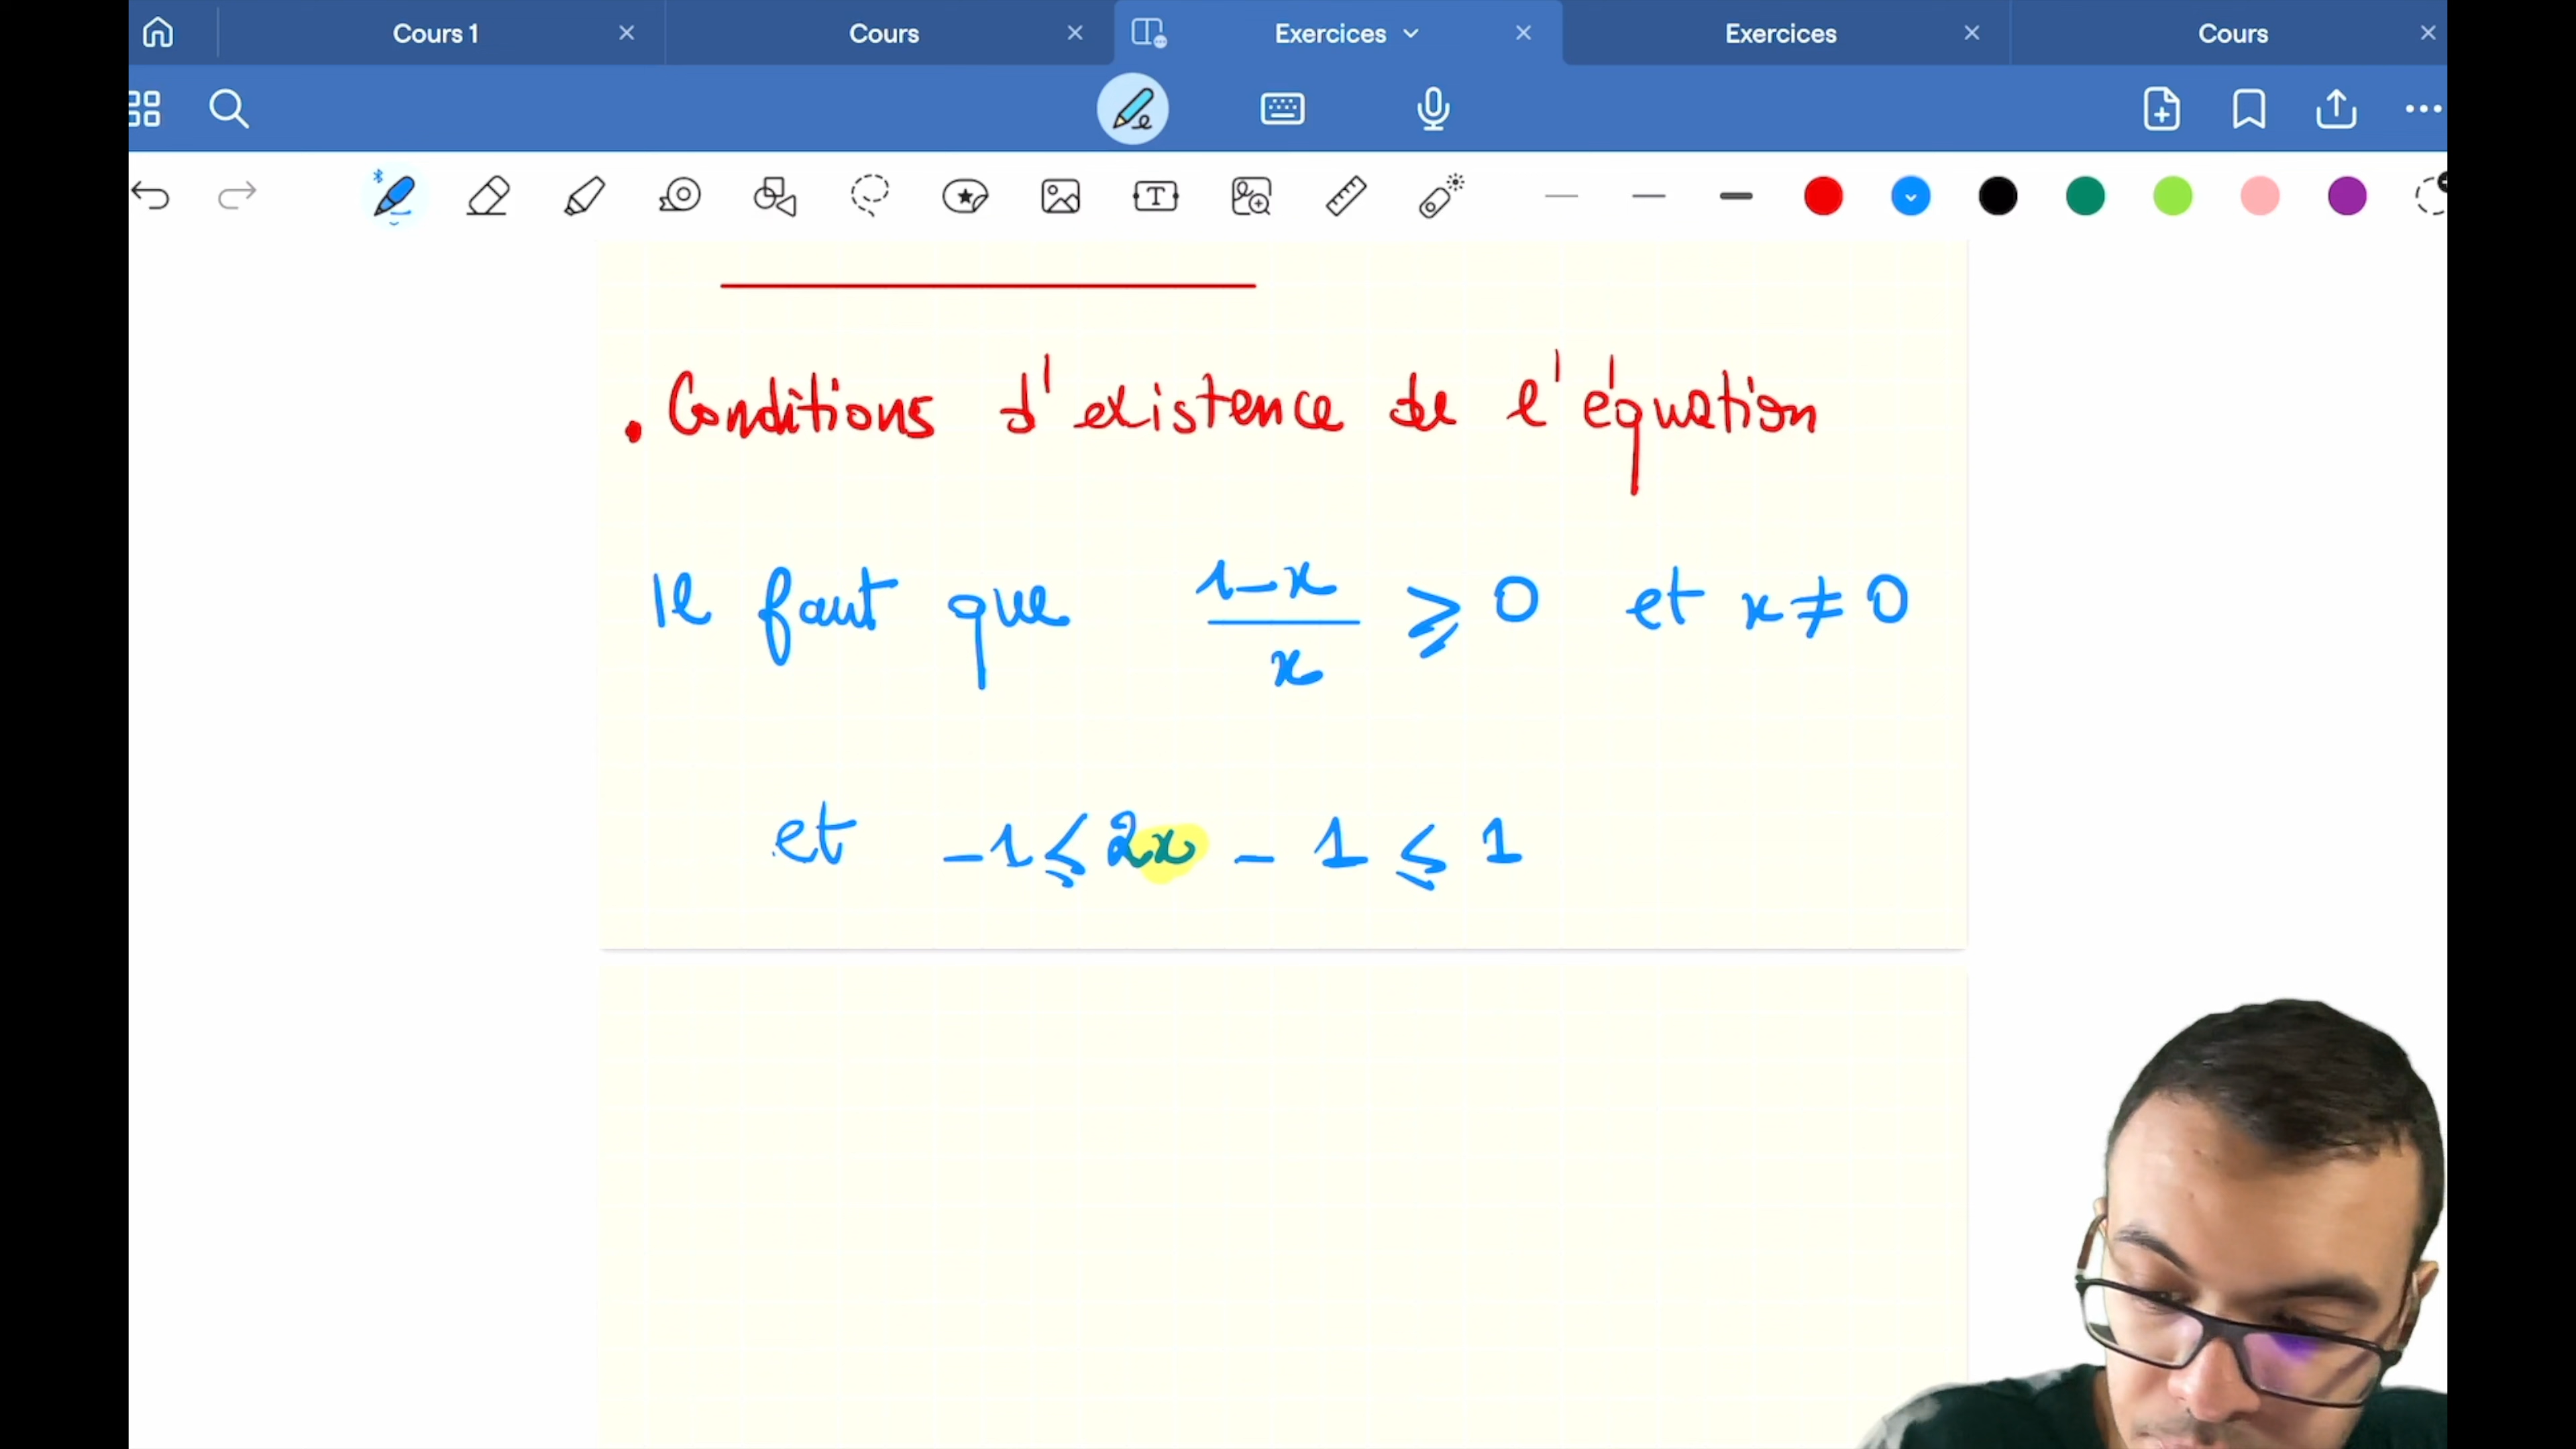 Cours 1 Cours Exercices Exercices Cours
. Conditions d'existence de l'équation
Il faut que (1-x)/x ⩾ 0 et x ≠ 0
et -1 ⩽ 2x - 1 ⩽ 1